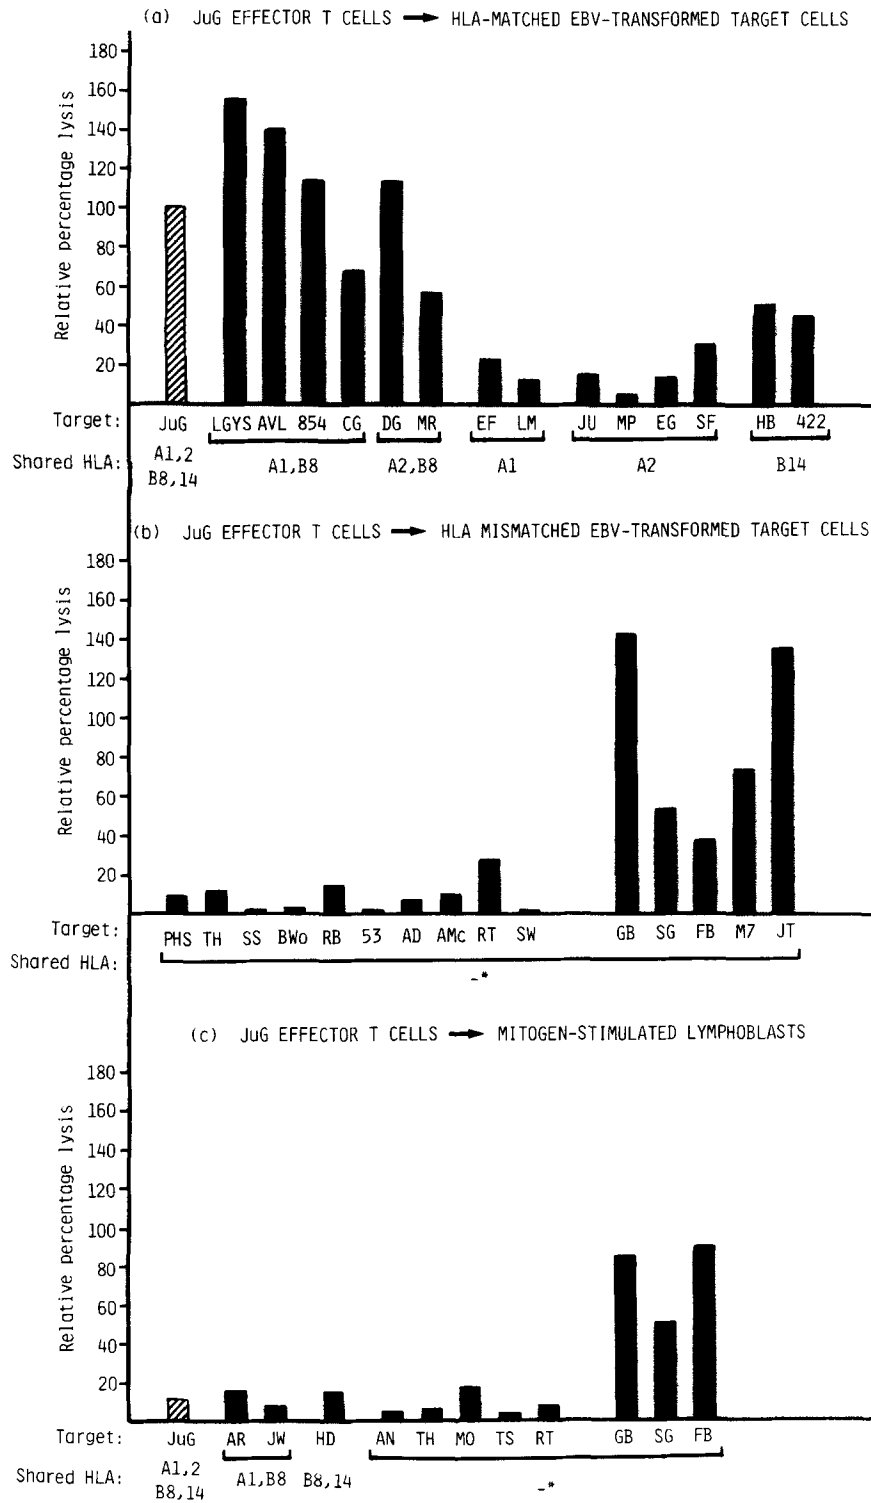 (a) JuG EFFECTOR T CELLS → HLA-MATCHED EBV-TRANSFORMED TARGET CELLS
180
160
140
120
100
80
60
40
20
Relative percentage lysis
Target: JuG LGYS AVL 854 CG DG MR EF LM JU MP EG SF HB 422
Shared HLA: A1,2 A1,B8 A2,B8 A1 A2 B14
B8,14
(b) JuG EFFECTOR T CELLS → HLA MISMATCHED EBV-TRANSFORMED TARGET CELLS
180
160
140
120
100
80
60
40
20
Relative percentage lysis
Target: PHS TH SS BWo RB 53 AD AMc RT SW GB SG FB M7 JT
Shared HLA:
-*
(c) JuG EFFECTOR T CELLS → MITOGEN-STIMULATED LYMPHOBLASTS
180
160
140
120
100
80
60
40
20
Relative percentage lysis
Target: JuG AR JW HD AN TH MO TS RT GB SG FB
Shared HLA: A1,2 A1,B8 B8,14 -*
B8,14